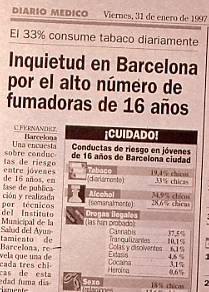 DIARIO MEDICO
Viernes, 31 de enero de 1997
El 33% consume tabaco diariamente
Inquietud en Barcelona
por el alto número de
fumadoras de 16 años
C. FERNANDEZ
Barcelona
Una encuesta
sobre conduc-
tas de riesgo
entre jóvenes
de 16 años, en
fase de publica-
ción y realizada
por técnicos
del Instituto
Municipal de la
Salud del Ayun-
tamiento de
Barcelona, re-
vela que una de
cada tres chi-
cas de esta
edad fuma dia-
riamente.
¡CUIDADO!
Conductas de riesgo en jóvenes
de 16 años de Barcelona ciudad
Tabaco
(diariamente)
19,4% chicos
33% chicas
Alcohol
(semanalmente)
34,9% chicos
28,6% chicas
Drogas ilegales
(las han probado)
Cannabis 37,5%
Tranquilizantes 10,1%
Colas y disolventes 6,1%
Extasis 4,6%
Cocaína 3,1%
Heroína 0,6%
Sexo
18% chicos